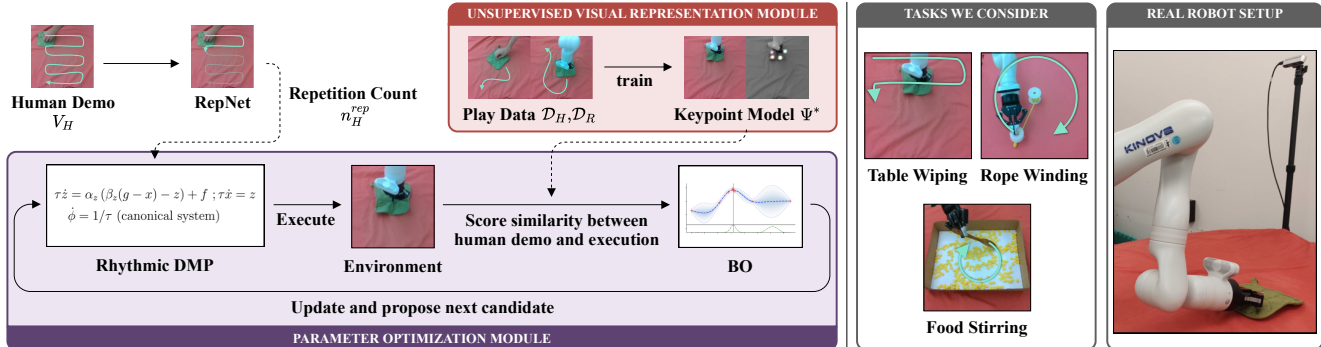 UNSUPERVISED VISUAL REPRESENTATION MODULE
Human Demo
V_H
RepNet
Repetition Count
n_H^{rep}
train
Play Data 𝒟_H,𝒟_R
Keypoint Model Ψ*
τż = α_z (β_z(g − x) − z) + f ; τẋ = z
φ̇ = 1/τ (canonical system)
Rhythmic DMP
Execute
Environment
Score similarity between
human demo and execution
BO
Update and propose next candidate
PARAMETER OPTIMIZATION MODULE
TASKS WE CONSIDER
Table Wiping
Rope Winding
Food Stirring
REAL ROBOT SETUP
KINOVA